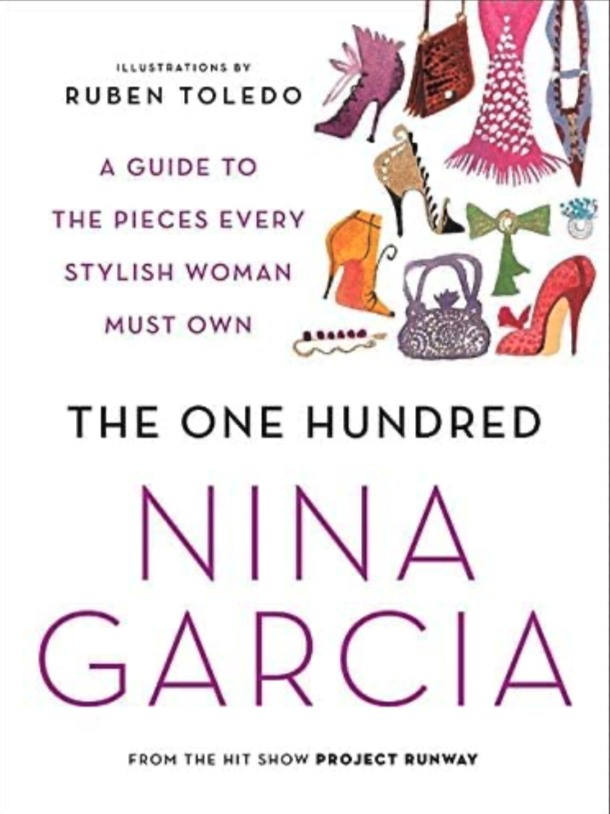 ILLUSTRATIONS BY
RUBEN TOLEDO
A GUIDE TO
THE PIECES EVERY
STYLISH WOMAN
MUST OWN
THE ONE HUNDRED
NINA
GARCIA
FROM THE HIT SHOW PROJECT RUNWAY